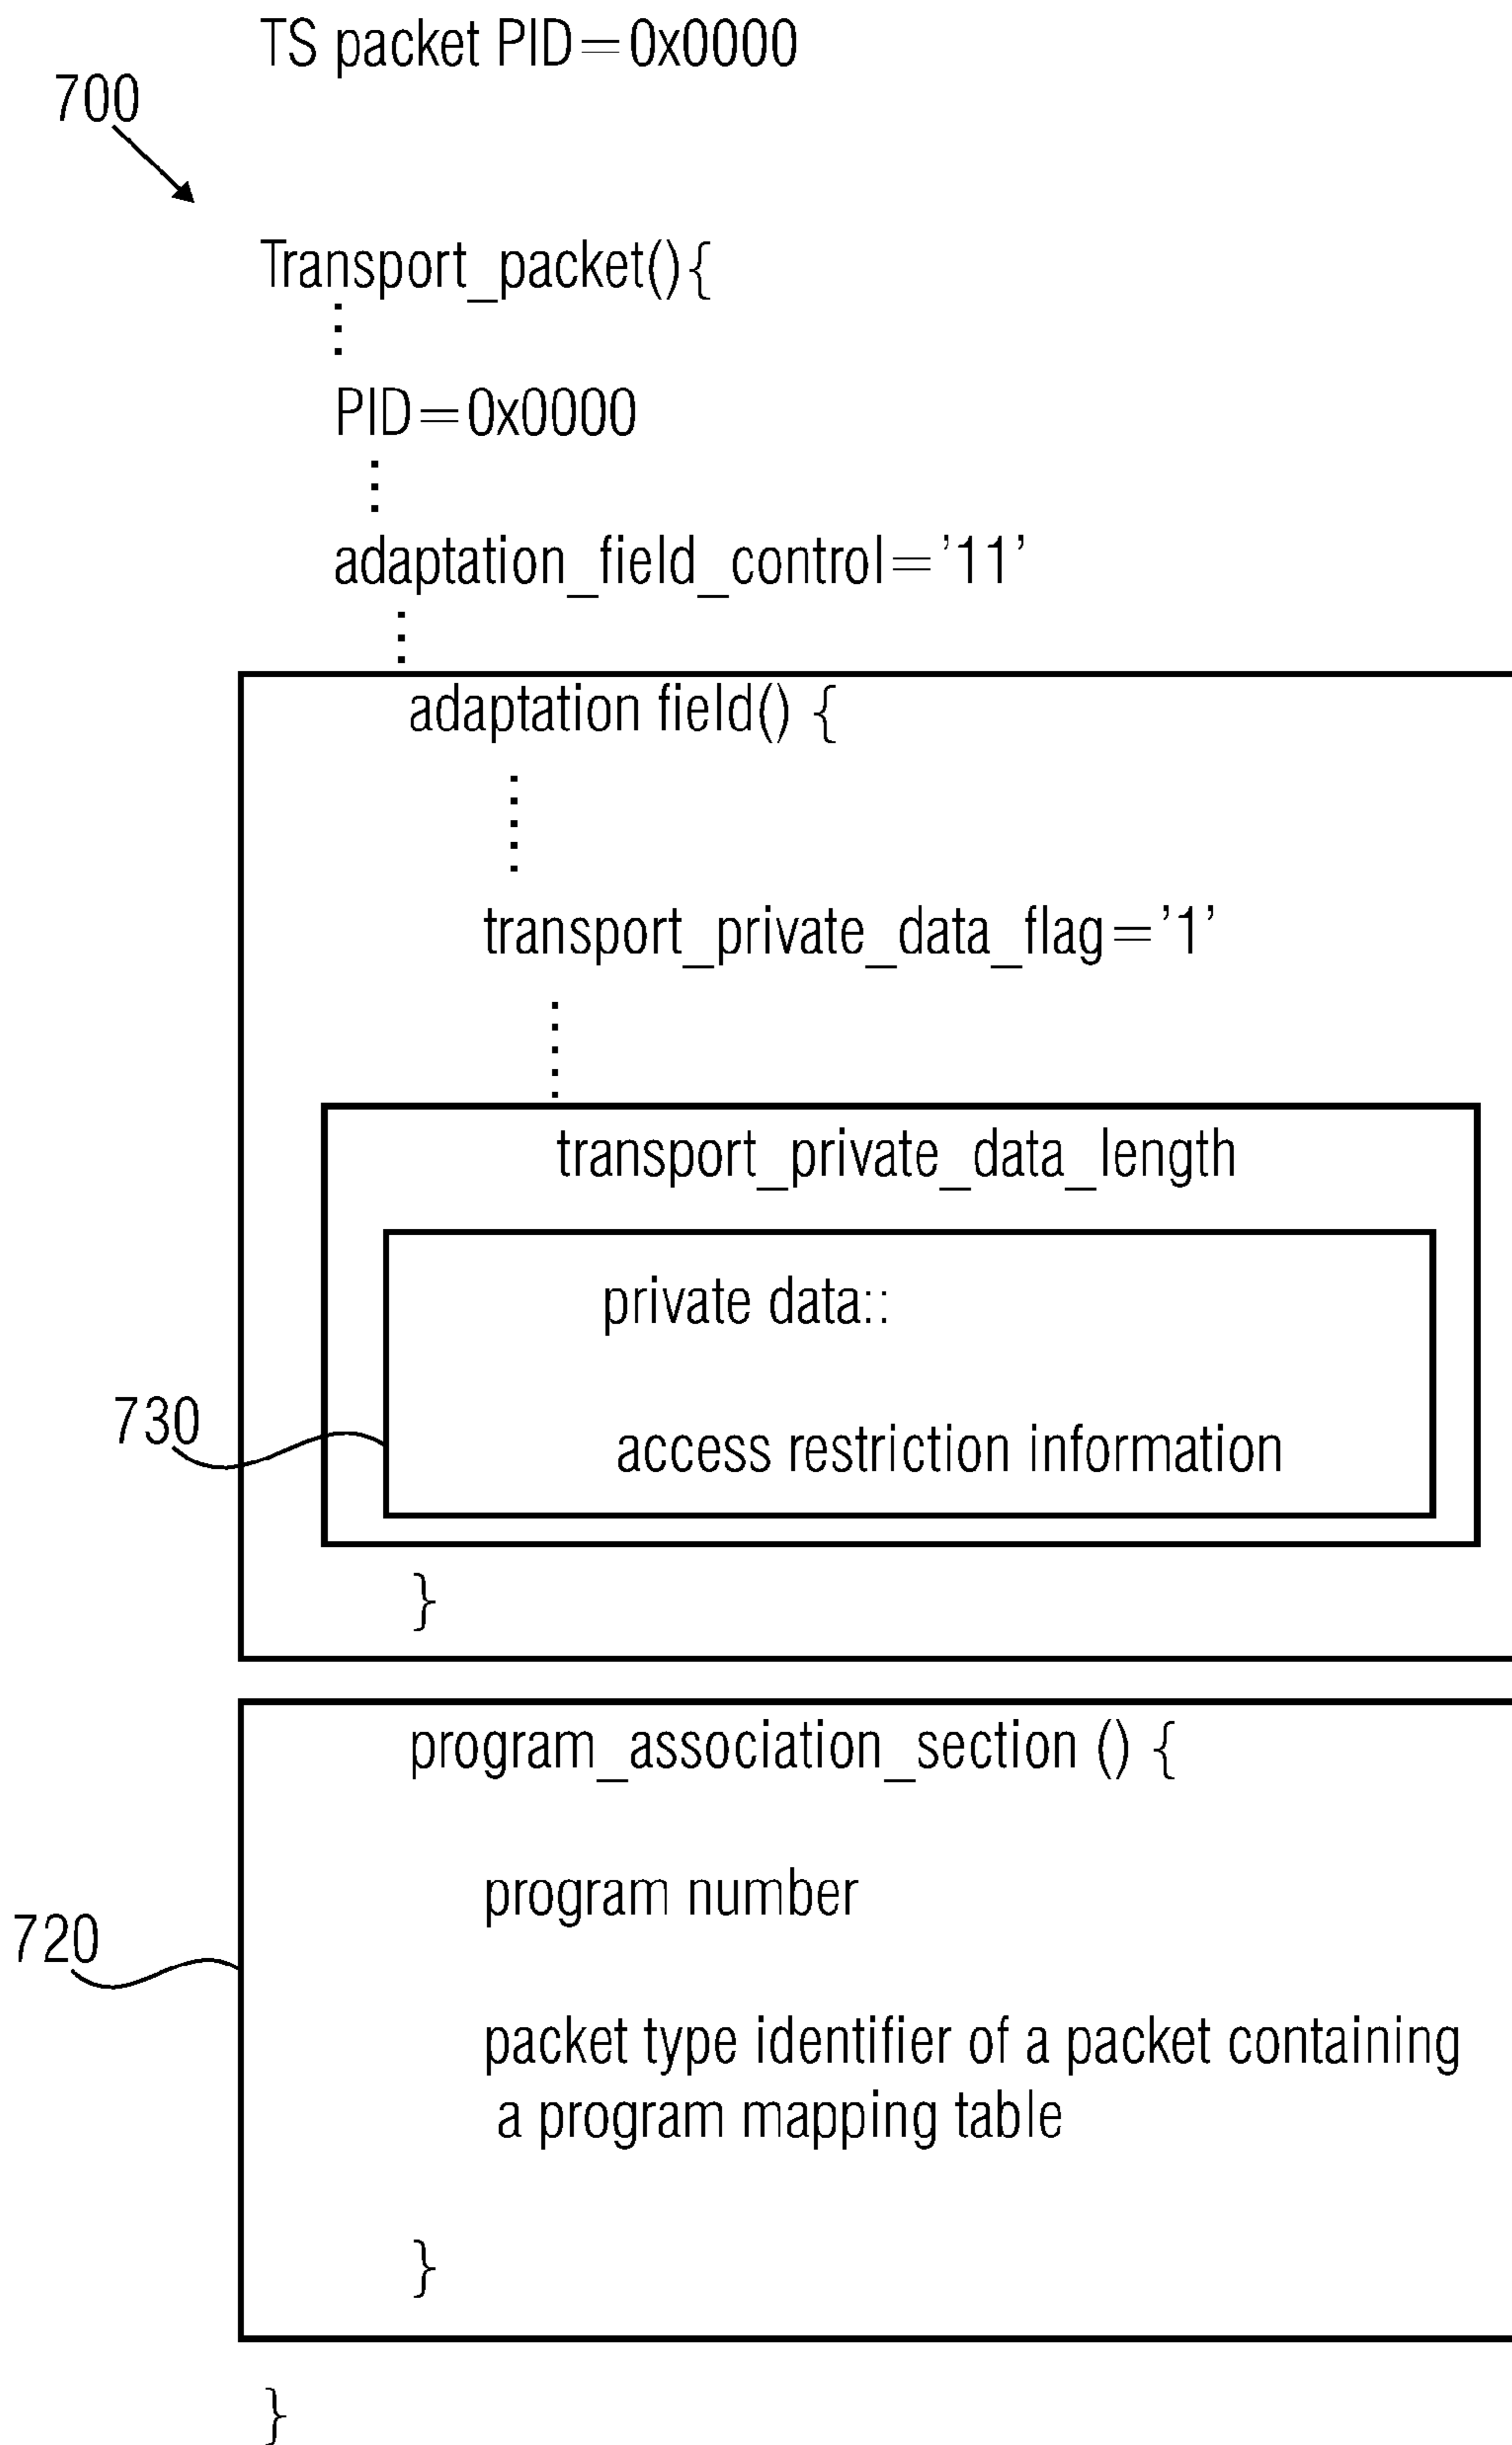 TS packet PID=0x0000
700
Transport_packet(){
PID=0x0000
adaptation_field_control='11'
adaptation field() {
transport_private_data_flag='1'
transport_private_data_length
private data::
730
access restriction information
}
program_association_section () {
program number
720
packet type identifier of a packet containing
a program mapping table
}
}